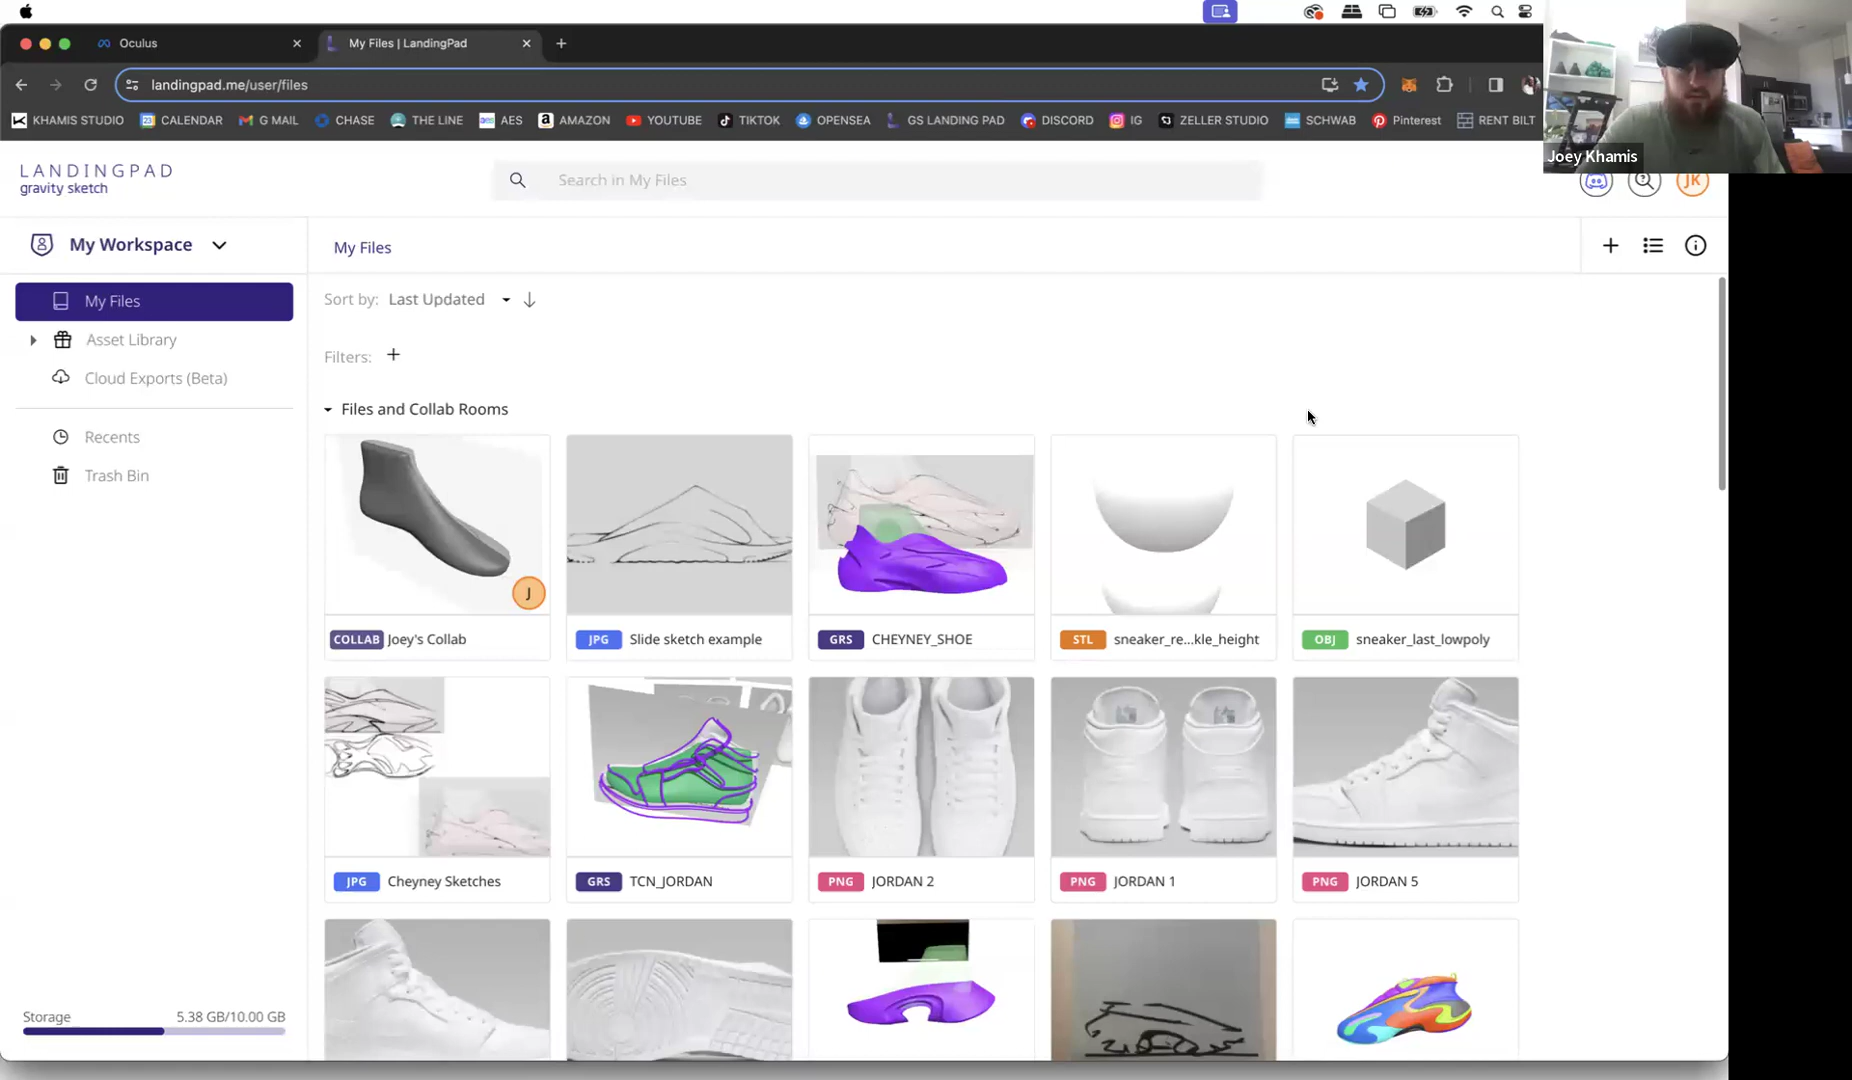 Oculus
My Files | LandingPad
landingpad.me/user/files
KHAMIS STUDIO
CALENDAR
G MAIL
CHASE
THE LINE
aes AES
AMAZON
YOUTUBE
TIKTOK
OPENSEA
GS LANDING PAD
DISCORD
IG
ZELLER STUDIO
SCHWAB
Pinterest
RENT BILT
Joey Khamis
LANDINGPAD
gravity sketch
Search in My Files
JK
My Workspace
My Files
Sort by: Last Updated
My Files
Asset Library
Filters:
Cloud Exports (Beta)
Files and Collab Rooms
Recents
Trash Bin
J
COLLAB Joey's Collab
JPG Slide sketch example
GRS CHEYNEY_SHOE
STL sneaker_re...kle_height
OBJ sneaker_last_lowpoly
JPG Cheyney Sketches
GRS TCN_JORDAN
PNG JORDAN 2
PNG JORDAN 1
PNG JORDAN 5
Storage 5.38 GB/10.00 GB